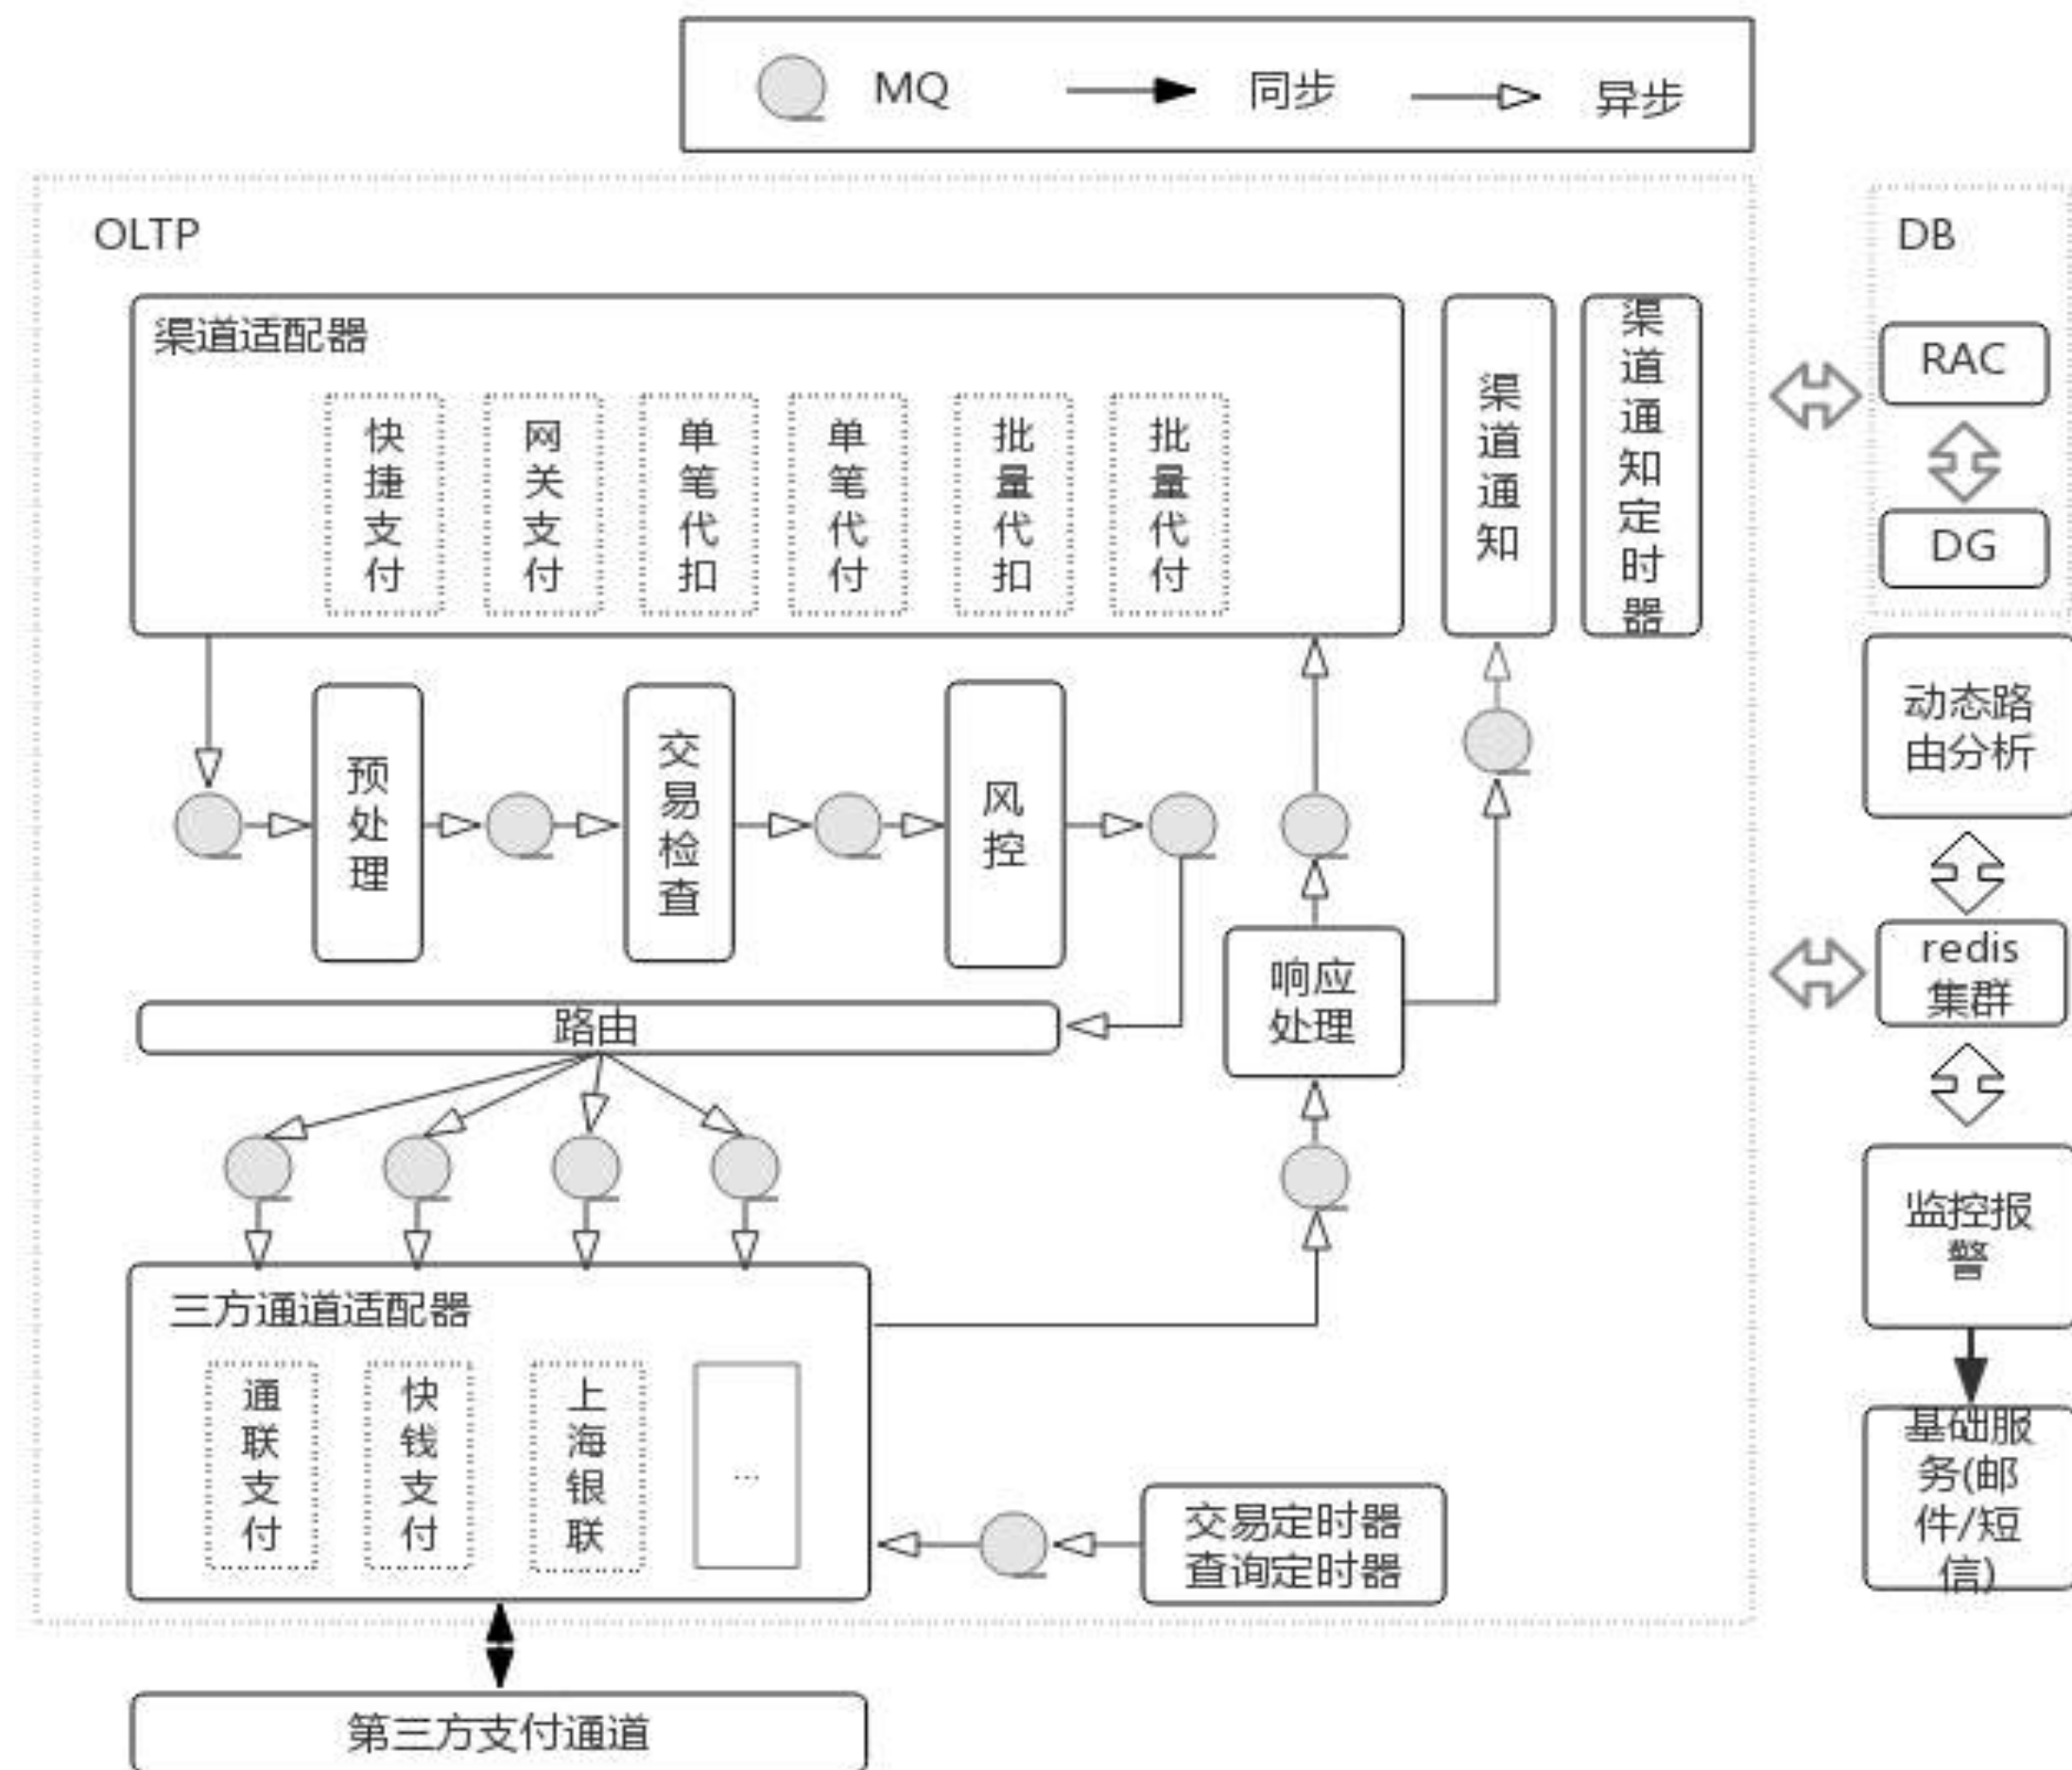 MQ
同步
异步
OLTP
DB
渠道适配器
快捷支付
网关支付
单笔代扣
单笔代付
批量代扣
批量代付
渠道通知
渠道通知定时器
RAC
DG
动态路
由分析
预处理
交易检查
风控
响应
处理
redis
集群
路由
监控报
警
三方通道适配器
通联支付
快钱支付
上海银联
...
交易定时器
查询定时器
基础服
务(邮
件/短
信)
第三方支付通道